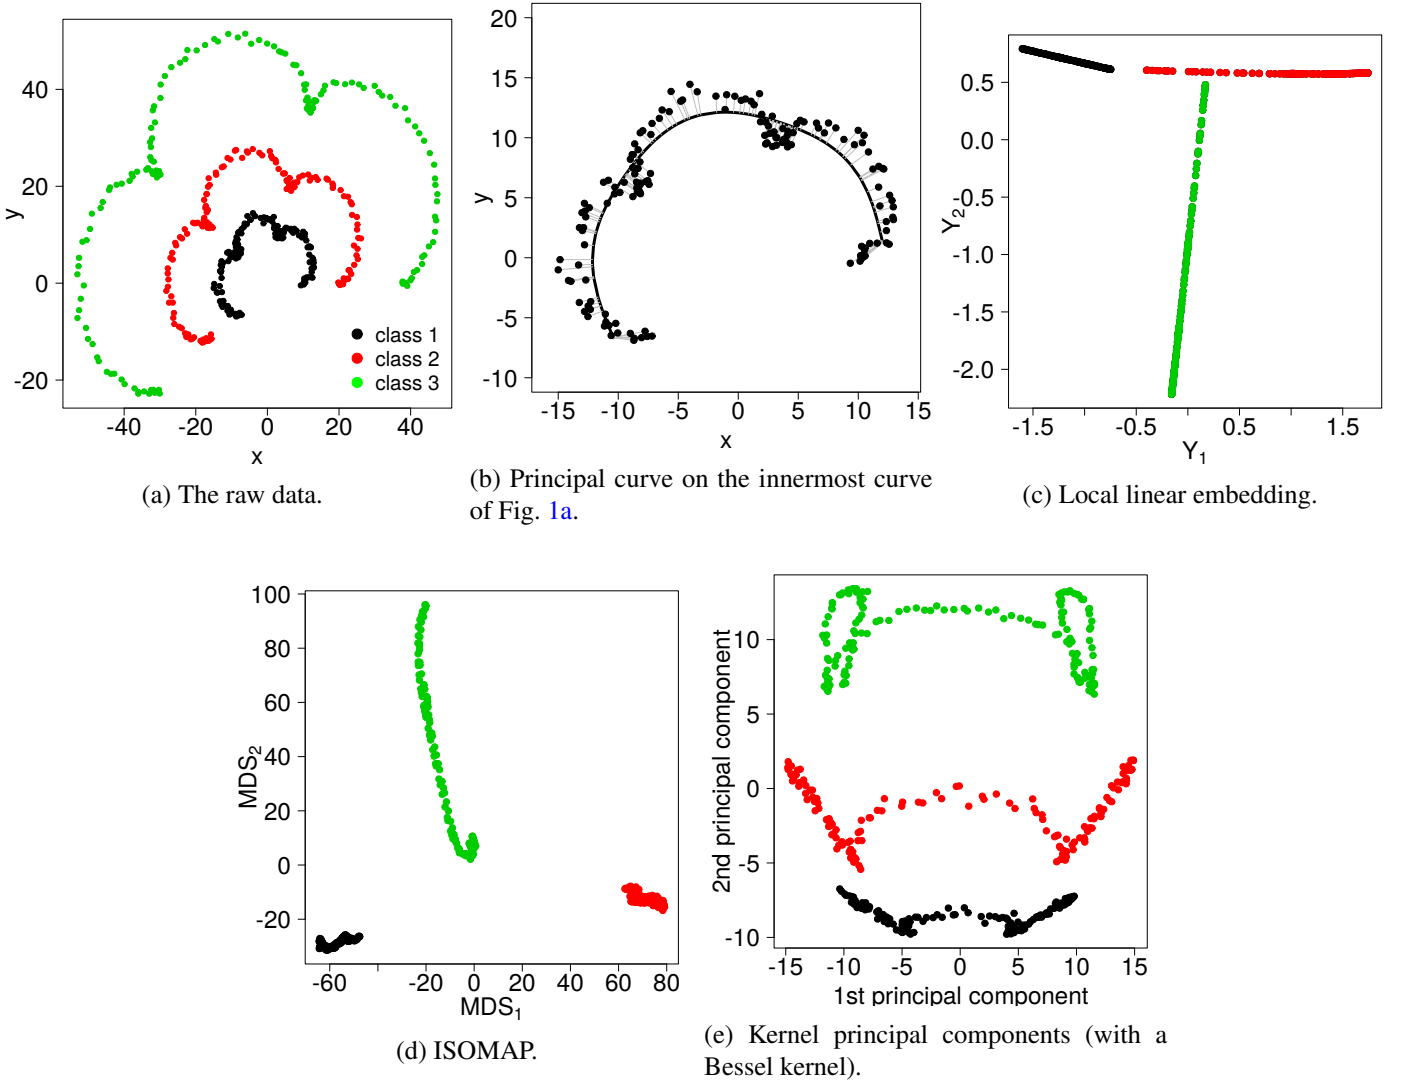 40
20
0
-20
y
-40
-20
0
20
40
x
class 1
class 2
class 3
(a) The raw data.
20
15
10
5
0
-5
-10
y
-15
-10
-5
0
5
10
15
x
(b) Principal curve on the innermost curve
of Fig. 1a.
0.5
0.0
-0.5
-1.0
-1.5
-2.0
Y2
-1.5
-0.5
0.5
1.5
Y1
(c) Local linear embedding.
100
80
60
40
20
0
-20
MDS2
-60
-20
0
20
40
60
80
MDS1
(d) ISOMAP.
10
5
0
-5
-10
2nd principal component
-15
-10
-5
0
5
10
15
1st principal component
(e) Kernel principal components (with a
Bessel kernel).